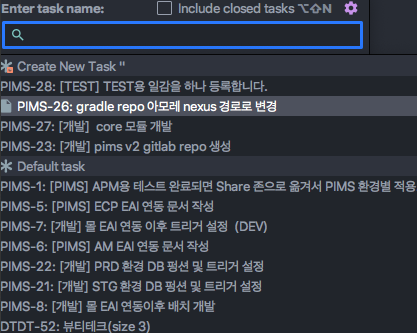 Enter task name: Include closed tasks ⌥⇧N
Create New Task ''
PIMS-28: [TEST] TEST용 일감을 하나 등록합니다.
PIMS-26: gradle repo 아모레 nexus 경로로 변경
PIMS-27: [개발]  core 모듈 개발
PIMS-23: [개발] pims v2 gitlab repo 생성
Default task
PIMS-1: [PIMS] APM용 테스트 완료되면 Share 존으로 옮겨서 PIMS 환경별 적용
PIMS-5: [PIMS] ECP EAI 연동 문서 작성
PIMS-7: [개발] 몰 EAI 연동 이후 트리거 설정  (DEV)
PIMS-6: [PIMS] AM EAI 연동 문서 작성
PIMS-22: [개발] PRD 환경 DB 펑션 및 트리거 설정
PIMS-21: [개발] STG 환경 DB 펑션 및 트리거 설정
PIMS-8: [개발] 몰 EAI 연동이후 배치 개발
DTDT-52: 뷰티테크(size 3)